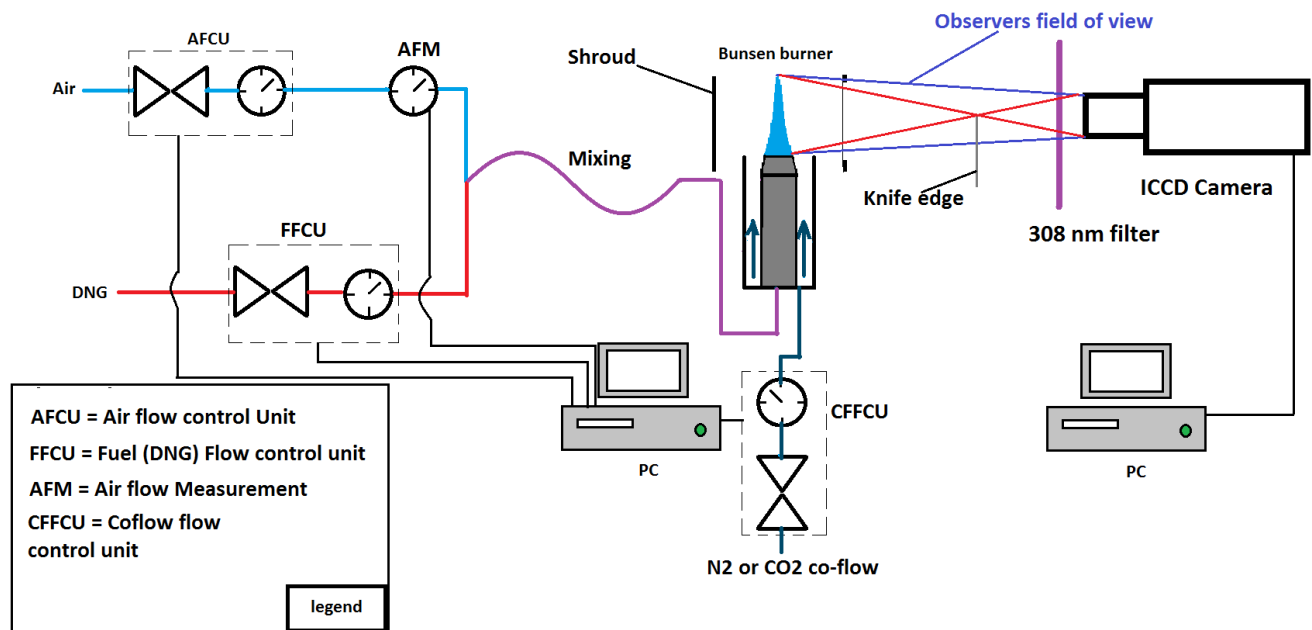 Observers field of view
AFCU
AFM
Shroud
Bunsen burner
Air
Mixing
Knife edge
ICCD Camera
308 nm filter
FFCU
DNG
CFFCU
PC
PC
N2 or CO2 co-flow
AFCU = Air flow control Unit
FFCU = Fuel (DNG) Flow control unit
AFM = Air flow Measurement
CFFCU = Coflow flow
control unit
legend